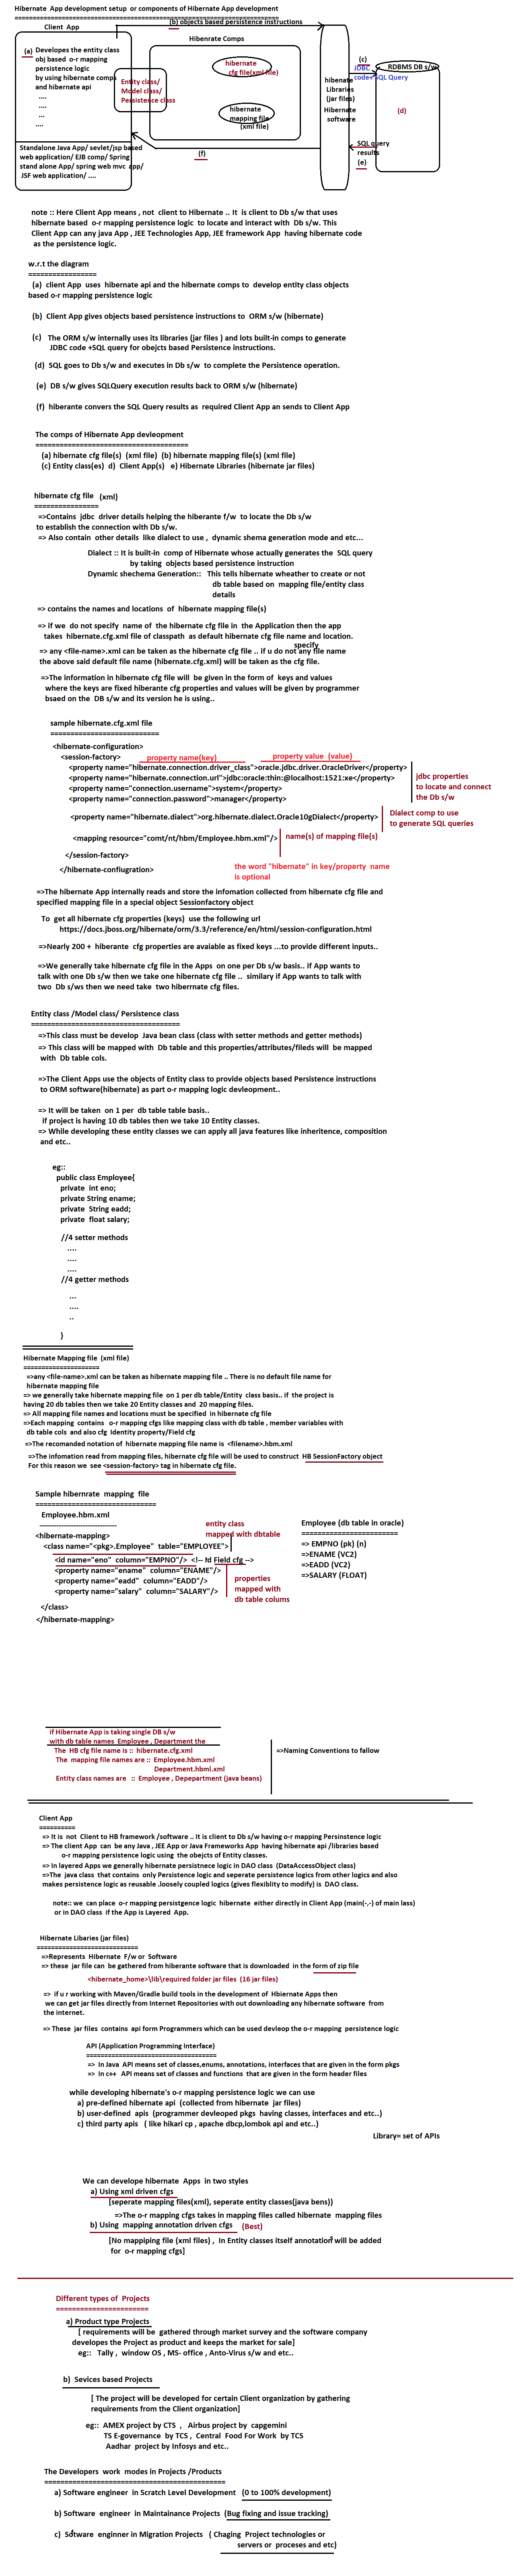 Hibernate App development setup or components of Hibernate App development
Client App
(b) objects based persistence instructions
(a) Developes the entity class
obj based o-r mapping
persistence logic
by using hibernate comps
and hibernate api
....
....
...
....
Standalone Java App/ sevlet/jsp based
web application/ EJB comp/ Spring
stand alone App/ spring web mvc app/
JSF web application/ ....
Entity class/
Model class/
Persistence class
Hibenrate Comps
hibernate
cfg file(xml file)
hibernate
mapping file
(xml file)
(f)
hibenate
Libraries
(jar files)
Hibernate
software
(c)
JDBC
code+ SQL Query
RDBMS DB s/w
(d)
SQL query
results
(e)
note :: Here Client App means , not client to Hibernate .. It is client to Db s/w that uses
hibernate based o-r mapping persistence logic to locate and interact with Db s/w. This
Client App can any java App , JEE Technologies App, JEE framework App having hibernate code
as the persistence logic.
w.r.t the diagram
=================
(a) client App uses hibernate api and the hibernate comps to develop entity class objects
based o-r mapping persistence logic
(b) Client App gives objects based persistence instructions to ORM s/w (hibernate)
(c) The ORM s/w internally uses its libraries (jar files ) and lots built-in comps to generate
JDBC code +SQL query for obejcts based Persistence instructions.
(d) SQL goes to Db s/w and executes in Db s/w to complete the Persistence operation.
(e) DB s/w gives SQLQuery execution results back to ORM s/w (hibernate)
(f) hiberante convers the SQL Query results as required Client App an sends to Client App
The comps of Hibernate App devleopment
======================================
(a) hibernate cfg file(s) (xml file) (b) hibernate mapping file(s) (xml file)
(c) Entity class(es) d) Client App(s) e) Hibernate Libraries (hibernate jar files)
hibernate cfg file (xml)
================
=>Contains jdbc driver details helping the hiberante f/w to locate the Db s/w
to establish the connection with Db s/w.
=> Also contain other details like dialect to use , dynamic shema generation mode and etc...
Dialect :: It is built-in comp of Hibernate whose actually generates the SQL query
by taking objects based persistence instruction
Dynamic shechema Generation:: This tells hibernate wheather to create or not
db table based on mapping file/entity class
details
=> contains the names and locations of hibernate mapping file(s)
=> if we do not specify name of the hibernate cfg file in the Application then the app
takes hibernate.cfg.xml file of classpath as default hibernate cfg file name and location.
specify
=> any <file-name>.xml can be taken as the hibernate cfg file .. if u do not any file name
the above said default file name (hibernate.cfg.xml) will be taken as the cfg file.
=>The information in hibernate cfg file will be given in the form of keys and values
where the keys are fixed hiberante cfg properties and values will be given by programmer
bsaed on the DB s/w and its version he is using..
sample hibernate.cfg.xml file
===========================
<hibernate-configuration>
<session-factory> property name(key) property value (value)
<property name="hibernate.connection.driver_class">oracle.jdbc.driver.OracleDriver</property>
<property name="hibernate.connection.url">jdbc:oracle:thin:@localhost:1521:xe</property>
<property name="connection.username">system</property>
<property name="connection.password">manager</property>
jdbc properties
to locate and connect
the Db s/w
<property name="hibernate.dialect">org.hibernate.dialect.Oracle10gDialect</property>
Dialect comp to use
to generate SQL queries
<mapping resource="comt/nt/hbm/Employee.hbm.xml"/> name(s) of mapping file(s)
</session-factory>
</hibernate-confiugration>
the word "hibernate" in key/property name
is optional
=>The hibernate App internally reads and store the infomation collected from hibernate cfg file and
specified mapping file in a special object Sessionfactory object
To get all hibernate cfg properties (keys) use the following url
https://docs.jboss.org/hibernate/orm/3.3/reference/en/html/session-configuration.html
=>Nearly 200 + hiberante cfg properties are avaiable as fixed keys ...to provide different inputs..
=>We generally take hibernate cfg file in the Apps on one per Db s/w basis.. if App wants to
talk with one Db s/w then we take one hibernate cfg file .. similary if App wants to talk with
two Db s/ws then we need take two hiberrnate cfg files.
Entity class /Model class/ Persistence class
=====================================
=>This class must be develop Java bean class (class with setter methods and getter methods)
=> This class will be mapped with Db table and this properties/attributes/fileds will be mapped
with Db table cols.
=>The Client Apps use the objects of Entity class to provide objects based Persistence instructions
to ORM software(hibernate) as part o-r mapping logic devleopment..
=> It will be taken on 1 per db table table basis..
if project is having 10 db tables then we take 10 Entity classes.
=> While developing these entity classes we can apply all java features like inheritence, composition
and etc..
eg::
public class Employee{
private int eno;
private String ename;
private String eadd;
private float salary;
//4 setter methods
....
....
....
//4 getter methods
...
....
..
}
Hibernate Mapping file (xml file)
=====================
=>any <file-name>.xml can be taken as hibernate mapping file .. There is no default file name for
hibernate mapping file
=> we generally take hibernate mapping file on 1 per db table/Entity class basis.. if the project is
having 20 db tables then we take 20 Entity classes and 20 mapping files.
=> All mapping file names and locations must be specified in hibernate cfg file
=>Each mapping contains o-r mapping cfgs like mapping class with db table , member variables with
db table cols and also cfg Identity property/Field cfg
=>The recomanded notation of hibernate mapping file name is <filename>.hbm.xml
=>The infomation read from mapping files, hibernate cfg file will be used to construct HB SessionFactory object
For this reason we see <session-factory> tag in hibernate cfg file.
Sample hibernrate mapping file
==============================
Employee.hbm.xml
-------------------------------
<hibernate-mapping>
<class name="<pkg>.Employee" table="EMPLOYEE">
<id name="eno" column="EMPNO"/> <!-- Id Field cfg -->
<property name="ename" column="ENAME"/>
<property name="eadd" column="EADD"/>
<property name="salary" column="SALARY"/>
</class>
</hibernate-mapping>
entity class
mapped with dbtable
properties
mapped with
db table colums
Employee (db table in oracle)
========================
=> EMPNO (pk) (n)
=>ENAME (VC2)
=>EADD (VC2)
=>SALARY (FLOAT)
if Hibernate App is taking single DB s/w
with db table names Employee , Department the
The HB cfg file name is :: hibernate.cfg.xml
The mapping file names are :: Employee.hbm.xml
Department.hbml.xml
Entity class names are :: Employee , Depepartment (java beans)
=>Naming Conventions to fallow
Client App
==========
=> It is not Client to HB framework /software .. It is client to Db s/w having o-r mapping Persinstence logic
=> The client App can be any Java , JEE App or Java Frameworks App having hibernate api /libraries based
o-r mapping persistence logic using the obejcts of Entity classes.
=> In layered Apps we generally hibernate persistnece logic in DAO class (DataAccessObject class)
=>The java class that contains only Persistence logic and seperate persistence logics from other logics and also
makes persistence logic as reusable .loosely coupled logics (gives flexiblity to modify) is DAO class.
note:: we can place o-r mapping persistgence logic hibernate either directly in Client App (main(-,-) of main lass)
or in DAO class if the App is Layered App.
Hibernate Libaries (jar files)
============================
=>Represents Hibernate F/w or Software
=> these jar file can be gathered from hiberante software that is downloaded in the form of zip file
<hibernate_home>\lib\required folder jar files (16 jar files)
=> if u r working with Maven/Gradle build tools in the development of Hbiernate Apps then
we can get jar files directly from Internet Repositories with out downloading any hibernate software from
the internet.
=> These jar files contains api form Programmers which can be used devleop the o-r mapping persistence logic
API (Application Programming Interface)
====================================
=> In Java API means set of classes,enums, annotations, interfaces that are given in the form pkgs
=> In c++ API means set of classes and functions that are given in the form header files
while developing hibernate's o-r mapping persistence logic we can use
a) pre-defined hibernate api (collected from hibernate jar files)
b) user-defined apis (programmer devleoped pkgs having classes, interfaces and etc..)
c) third party apis ( like hikari cp , apache dbcp,lombok api and etc..)
Library= set of APIs
We can develope hibernate Apps in two styles
a) Using xml driven cfgs
[seperate mapping files(xml), seperate entity classes(java bens)]
=>The o-r mapping cfgs takes in mapping files called hibernate mapping files
b) Using mapping annotation driven cfgs (Best)
[No mappiping file (xml files) , In Entity classes itself annotations will be added
for o-r mapping cfgs]
Different types of Projects
=======================
a) Product type Projects
[ requirements will be gathered through market survey and the software company
developes the Project as product and keeps the market for sale]
eg:: Tally , window OS , MS- office , Anto-Virus s/w and etc..
b) Sevices based Projects
[ The project will be developed for certain Client organization by gathering
requirements from the Client organization]
eg:: AMEX project by CTS , Airbus project by capgemini
TS E-governance by TCS , Central Food For Work by TCS
Aadhar project by Infosys and etc..
The Developers work modes in Projects /Products
=============================================
a) Software engineer in Scratch Level Development (0 to 100% development)
b) Software engineer in Maintainance Projects (Bug fixing and issue tracking)
c) Software enginner in Migration Projects ( Chaging Project technologies or
servers or proceses and etc)